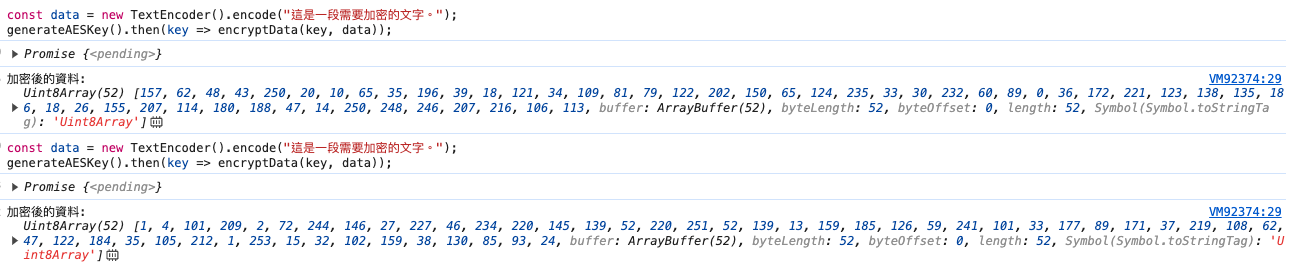 const data = new TextEncoder().encode("這是一段需要加密的文字。");
generateAESKey().then(key => encryptData(key, data));
▶ Promise {<pending>}
加密後的資料: VM92374:29
Uint8Array(52) [157, 62, 48, 43, 250, 20, 10, 65, 35, 196, 39, 18, 121, 34, 109, 81, 79, 122, 202, 150, 65, 124, 235, 33, 30, 232, 60, 89, 0, 36, 172, 221, 123, 138, 135, 18
▶ 6, 18, 26, 155, 207, 114, 180, 188, 47, 14, 250, 248, 246, 207, 216, 106, 113, buffer: ArrayBuffer(52), byteLength: 52, byteOffset: 0, length: 52, Symbol(Symbol.toStringTa
g): 'Uint8Array']
const data = new TextEncoder().encode("這是一段需要加密的文字。");
generateAESKey().then(key => encryptData(key, data));
▶ Promise {<pending>}
加密後的資料: VM92374:29
Uint8Array(52) [1, 4, 101, 209, 2, 72, 244, 146, 27, 227, 46, 234, 220, 145, 139, 52, 220, 251, 52, 139, 13, 159, 185, 126, 59, 241, 101, 33, 177, 89, 171, 37, 219, 108, 62,
▶ 47, 122, 184, 35, 105, 212, 1, 253, 15, 32, 102, 159, 38, 130, 85, 93, 24, buffer: ArrayBuffer(52), byteLength: 52, byteOffset: 0, length: 52, Symbol(Symbol.toStringTag): 'U
int8Array']